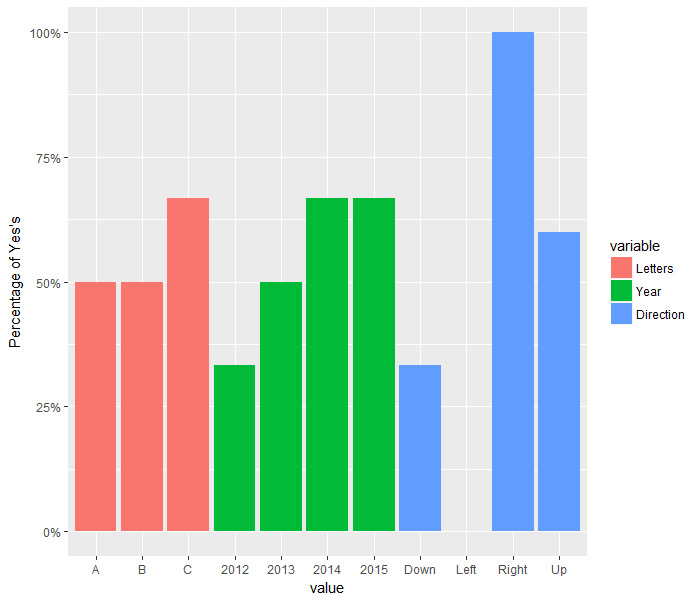 100%
75%
50%
25%
0%
Percentage of Yes's
A B C 2012 2013 2014 2015 Down Left Right Up
value
variable
Letters
Year
Direction